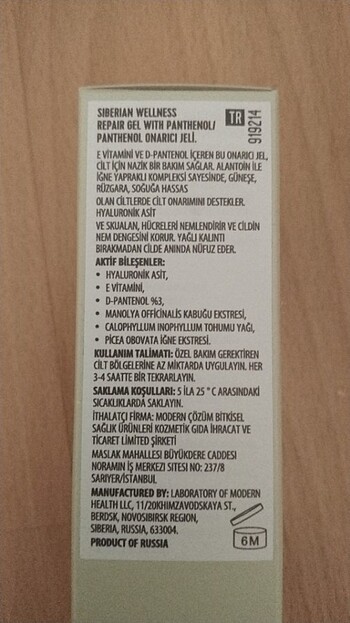 SIBERIAN WELLNESS
REPAIR GEL WITH PANTHENOL/
PANTHENOL ONARICI JELİ.
TR
919214
E VİTAMİNİ VE D-PANTENOL İÇEREN BU ONARICI JEL,
CİLT İÇİN NAZİK BİR BAKIM SAĞLAR. ALANTOİN İLE
İĞNE YAPRAKLI KOMPLEKSİ SAYESİNDE, GÜNEŞE,
RÜZGARA, SOĞUĞA HASSAS
OLAN CİLTLERDE CİLT ONARIMINI DESTEKLER.
HYALURONİK ASİT
VE SKUALAN, HÜCRELERİ NEMLENDİRİR VE CİLDİN
NEM DENGESİNİ KORUR. YAĞLI KALINTI
BIRAKMADAN CİLDE ANINDA NÜFUZ EDER.
AKTİF BİLEŞENLER:
• HYALURONİK ASİT,
• E VİTAMİNİ,
• D-PANTENOL %3,
• MANOLYA OFFİCİNALİS KABUĞU EKSTRESİ,
• CALOPHYLLUM INOPHYLLUM TOHUMU YAĞI,
• PİCEA OBOVATA İĞNE EKSTRESİ.
KULLANIM TALİMATI: ÖZEL BAKIM GEREKTİREN
CİLT BÖLGELERİNE AZ MİKTARDA UYGULAYIN. HER
3-4 SAATTE BİR TEKRARLAYIN.
SAKLAMA KOŞULLARI: 5 İLA 25 ° C ARASINDAKİ
SICAKLIKLARDA SAKLAYIN.
İTHALATÇI FİRMA: MODERN ÇÖZÜM BİTKİSEL
SAĞLIK ÜRÜNLERİ KOZMETİK GIDA İHRACAT VE
TİCARET LİMİTED ŞİRKETİ
MASLAK MAHALLESİ BÜYÜKDERE CADDESİ
NORAMİN İŞ MERKEZİ SİTESİ NO: 237/8
SARIYER/İSTANBUL
MANUFACTURED BY: LABORATORY OF MODERN
HEALTH LLC, 11/20KHIMZAVODSKAYA ST.,
BERDSK, NOVOSIBIRSK REGION,
SIBERIA, RUSSIA, 633004.
PRODUCT OF RUSSIA
6M